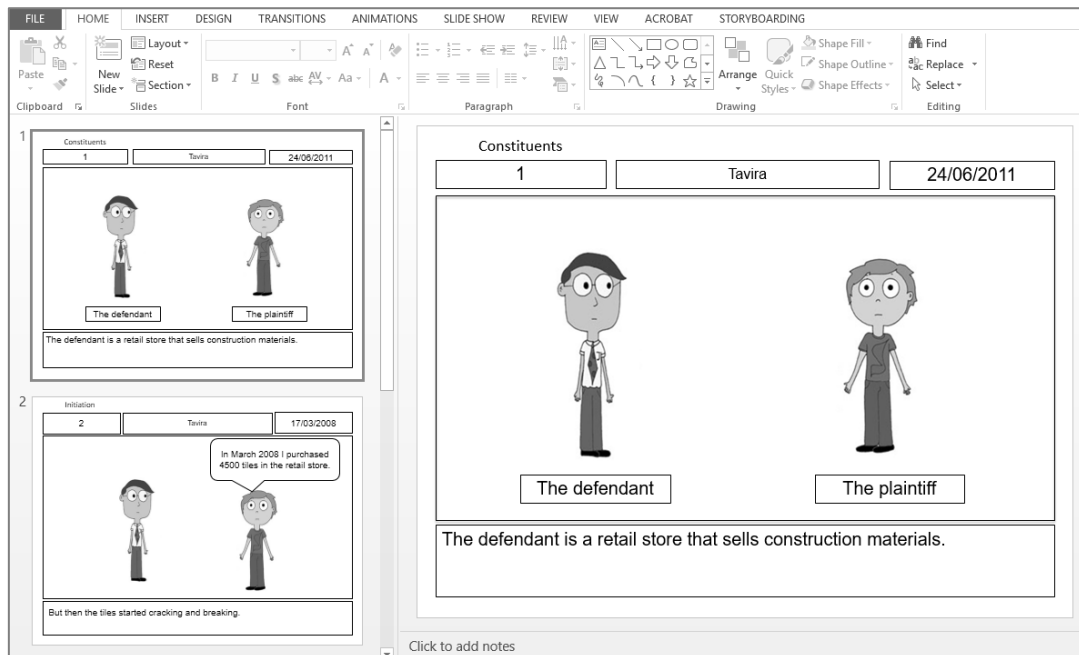 FILE HOME INSERT DESIGN TRANSITIONS ANIMATIONS SLIDE SHOW REVIEW VIEW ACROBAT STORYBOARDING
Paste
New
Slide
Layout
Reset
Section
B I U S abc AV Aa A
A A
Arrange
Quick
Styles
Shape Fill
Shape Outline
Shape Effects
Find
Replace
Select
Clipboard Slides Font Paragraph Drawing Editing
1
Constituents
1 Tavira 24/06/2011
The defendant The plaintiff
The defendant is a retail store that sells construction materials.
2
Initiation
2 Tavira 17/03/2008
In March 2008 I purchased
4500 tiles in the retail store.
But then the tiles started cracking and breaking.
Constituents
1 Tavira 24/06/2011
The defendant The plaintiff
The defendant is a retail store that sells construction materials.
Click to add notes